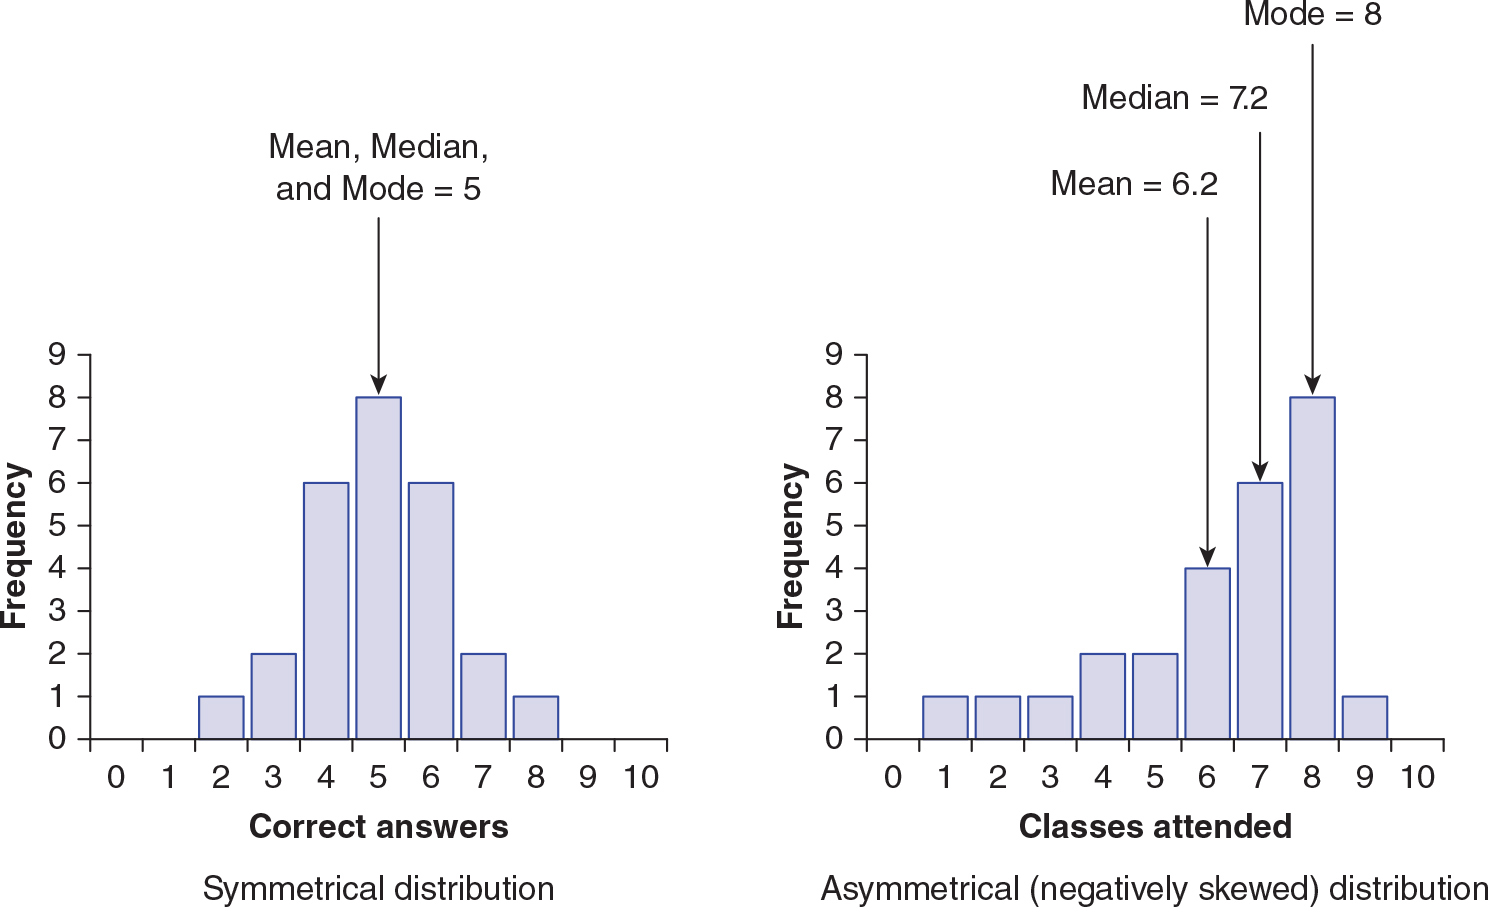 Mean, Median,
and Mode = 5
9
8
7
6
5
4
3
2
1
0
Frequency
0 1 2 3 4 5 6 7 8 9 10
Correct answers
Symmetrical distribution
Mode = 8
Median = 7.2
Mean = 6.2
9
8
7
6
5
4
3
2
1
0
Frequency
0 1 2 3 4 5 6 7 8 9 10
Classes attended
Asymmetrical (negatively skewed) distribution